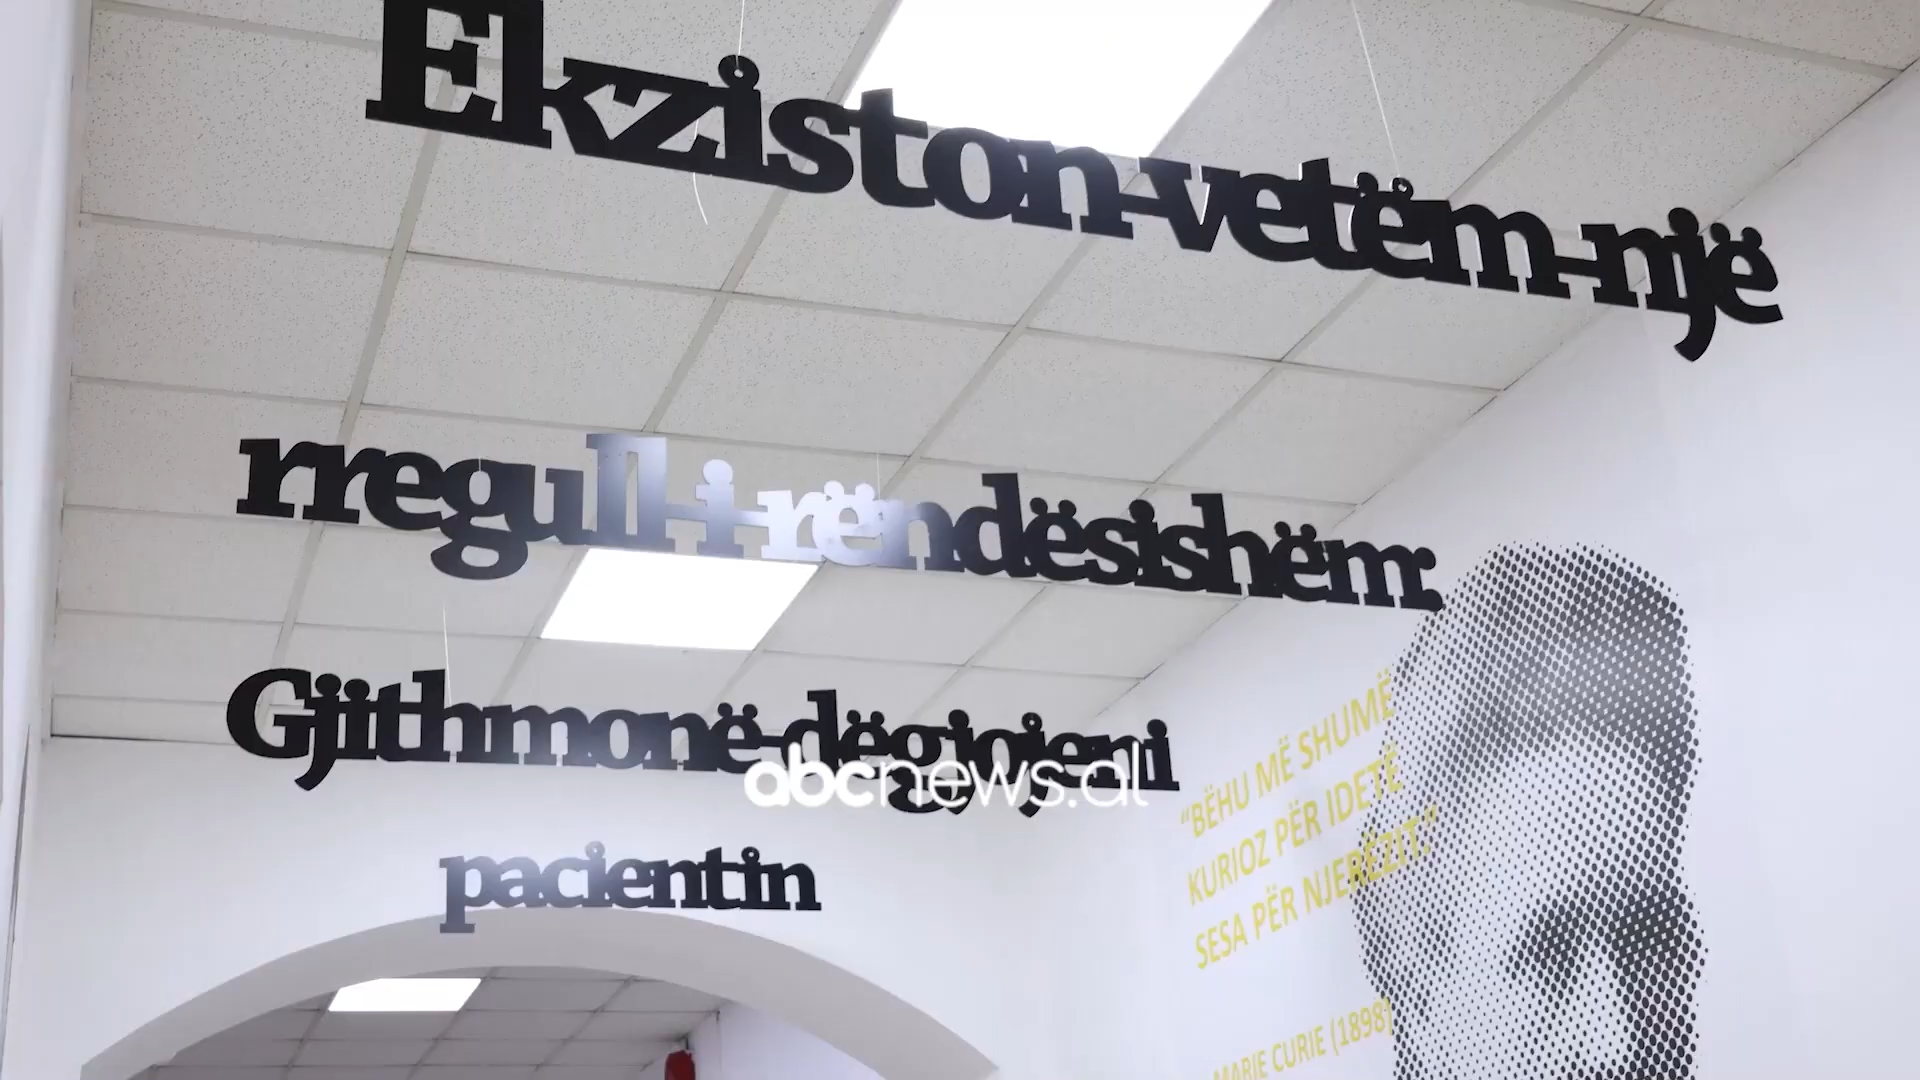 Ekziston vetëm një
rregull i rëndësishëm:
Gjithmonë dëgjojeni
pacientin
abcnews.al
“BËHU MË SHUMË
KURIOZ PËR IDETË
SESA PËR NJERËZIT.”
MARIE CURIE (1898)